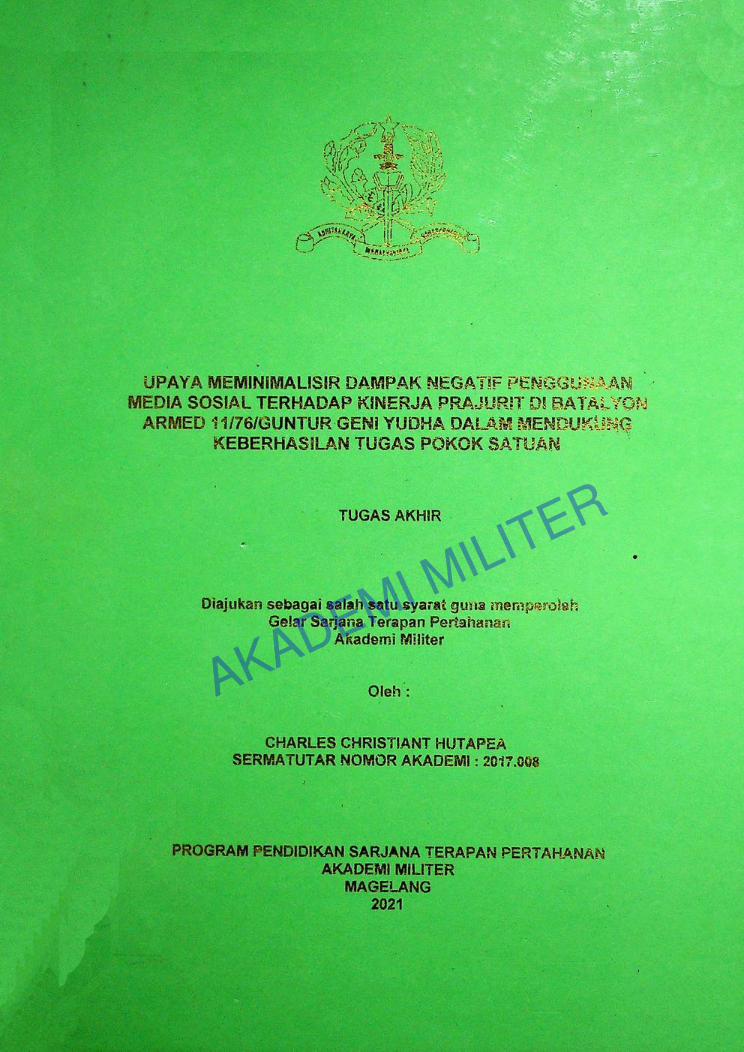 UPAYA MEMINIMALISIR DAMPAK NEGATIF PENGGUNAAN
MEDIA SOSIAL TERHADAP KINERJA PRAJURIT DI BATALYON
ARMED 11/76/GUNTUR GENI YUDHA DALAM MENDUKUNG
KEBERHASILAN TUGAS POKOK SATUAN
TUGAS AKHIR
AKADEMI MILITER
Diajukan sebagai salah satu syarat guna memperoleh
Gelar Sarjana Terapan Pertahanan
Akademi Militer
Oleh :
CHARLES CHRISTIANT HUTAPEA
SERMATUTAR NOMOR AKADEMI : 2017.008
PROGRAM PENDIDIKAN SARJANA TERAPAN PERTAHANAN
AKADEMI MILITER
MAGELANG
2021